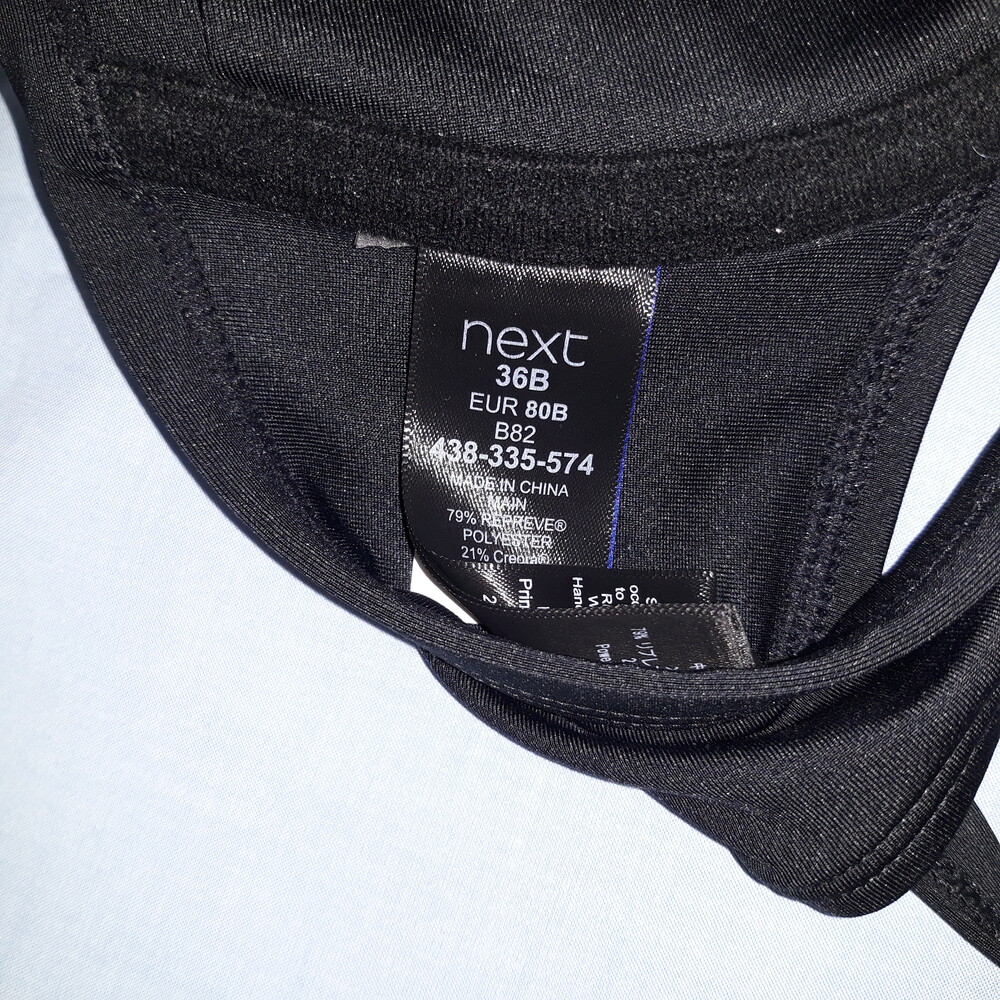 next
36B
EUR 80B
B82
438-335-574
MADE IN CHINA
MAIN
79% REPREVE®
POLYESTER
21% Creora®